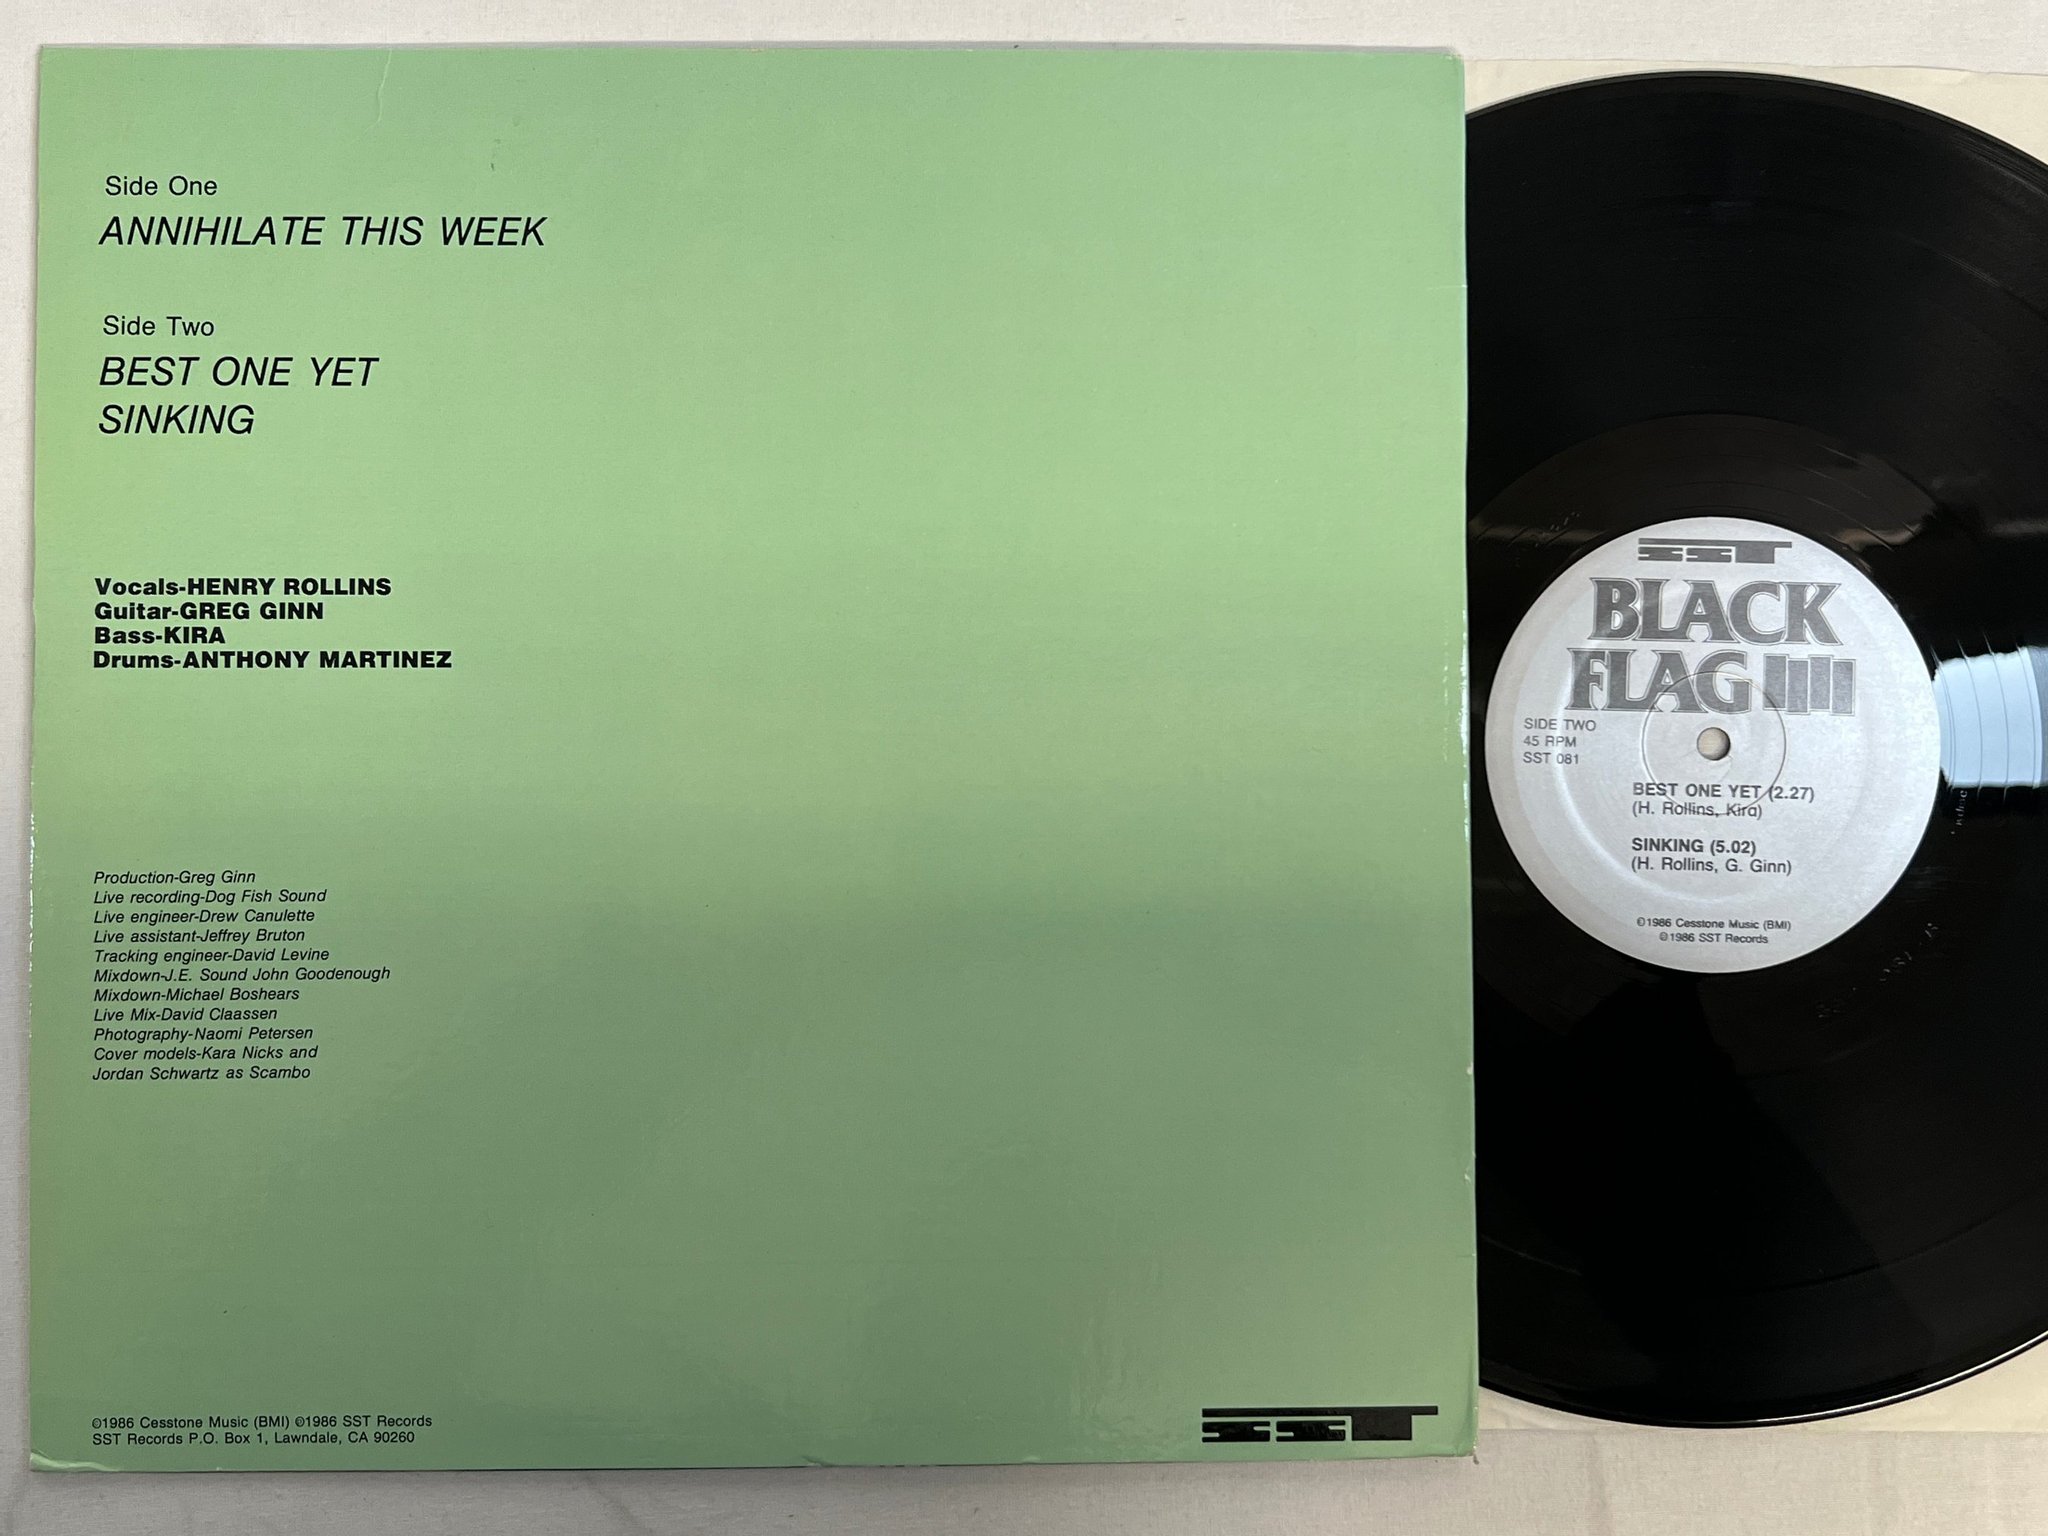 Side One
ANNIHILATE THIS WEEK
Side Two
BEST ONE YET
SINKING
Vocals-HENRY ROLLINS
Guitar-GREG GINN
Bass-KIRA
Drums-ANTHONY MARTINEZ
Production-Greg Ginn
Live recording-Dog Fish Sound
Live engineer-Drew Canulette
Live assistant-Jeffrey Bruton
Tracking engineer-David Levine
Mixdown-J.E. Sound John Goodenough
Mixdown-Michael Boshears
Live Mix-David Claassen
Photography-Naomi Petersen
Cover models-Kara Nicks and
Jordan Schwartz as Scambo
©1986 Cesstone Music (BMI) ℗1986 SST Records
SST Records P.O. Box 1, Lawndale, CA 90260
SST
SST
BLACK
FLAG
SIDE TWO
45 RPM
SST 081
BEST ONE YET (2.27)
(H. Rollins, Kira)
SINKING (5.02)
(H. Rollins, G. Ginn)
©1986 Cesstone Music (BMI)
℗1986 SST Records